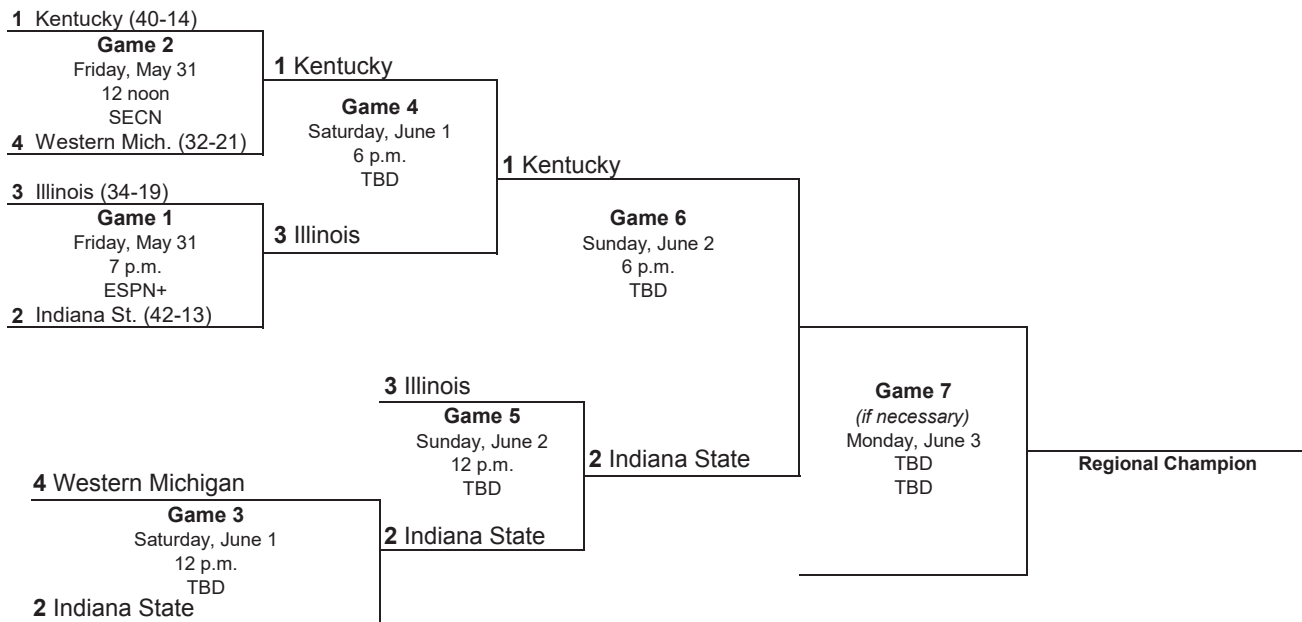 1 Kentucky (40-14)
Game 2
Friday, May 31
12 noon
SECN
4 Western Mich. (32-21)
1 Kentucky
Game 4
Saturday, June 1
6 p.m.
TBD
3 Illinois (34-19)
Game 1
Friday, May 31
7 p.m.
ESPN+
2 Indiana St. (42-13)
3 Illinois
1 Kentucky
Game 6
Sunday, June 2
6 p.m.
TBD
3 Illinois
Game 5
Sunday, June 2
12 p.m.
TBD
2 Indiana State
4 Western Michigan
Game 3
Saturday, June 1
12 p.m.
TBD
2 Indiana State
2 Indiana State
Game 7
(if necessary)
Monday, June 3
TBD
TBD
Regional Champion